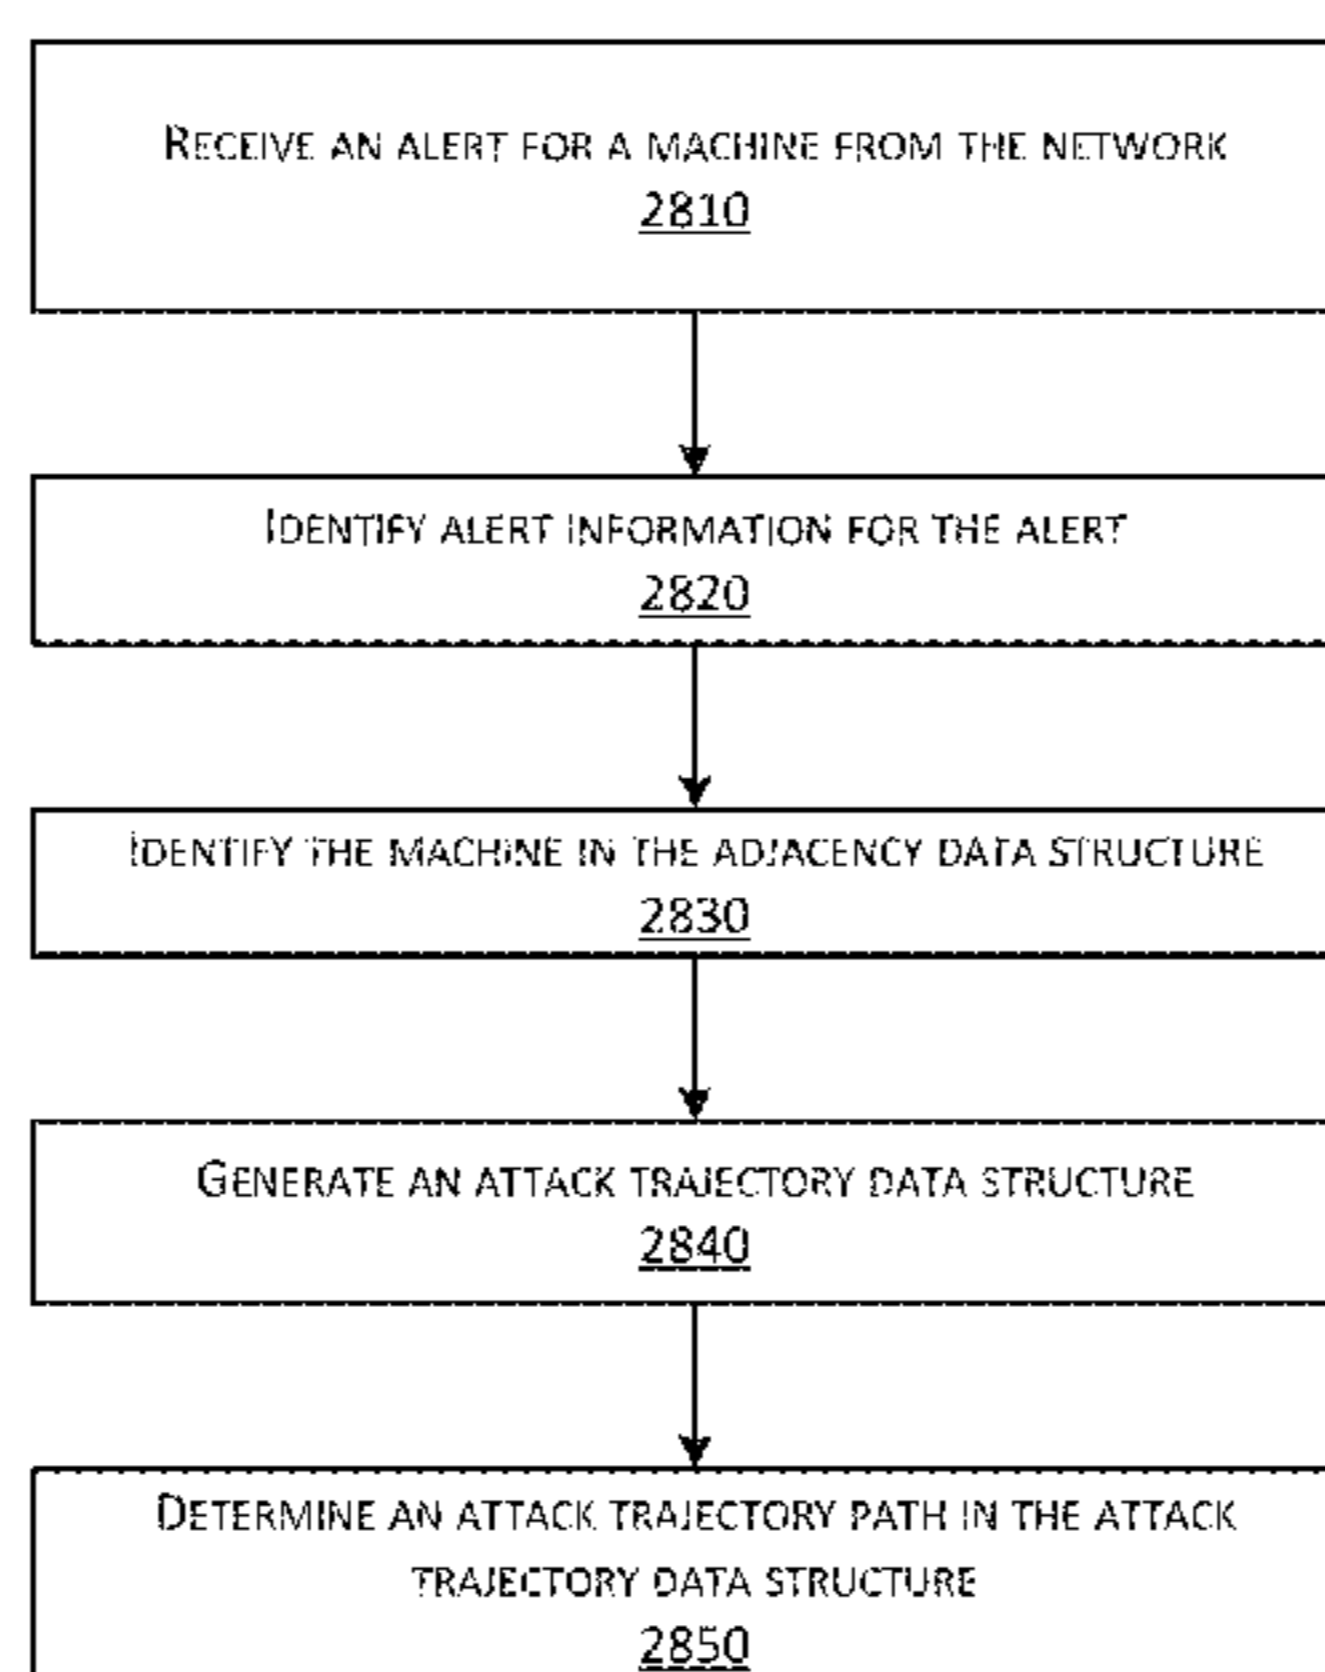 RECEIVE AN ALERT FOR A MACHINE FROM THE NETWORK
2810
IDENTIFY ALERT INFORMATION FOR THE ALERT
2820
IDENTIFY THE MACHINE IN THE ADJACENCY DATA STRUCTURE
2830
GENERATE AN ATTACK TRAJECTORY DATA STRUCTURE
2840
DETERMINE AN ATTACK TRAJECTORY PATH IN THE ATTACK
TRAJECTORY DATA STRUCTURE
2850